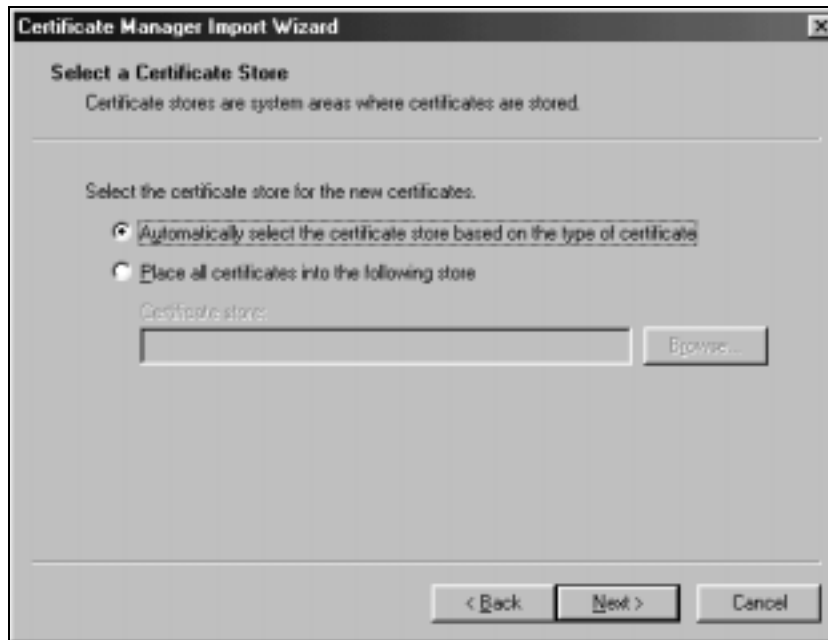 Certificate Manager Import Wizard
Select a Certificate Store
Certificate stores are system areas where certificates are stored.
Select the certificate store for the new certificates.
Automatically select the certificate store based on the type of certificate
Place all certificates into the following store
Certificate store:
Browse...
< Back
Next >
Cancel